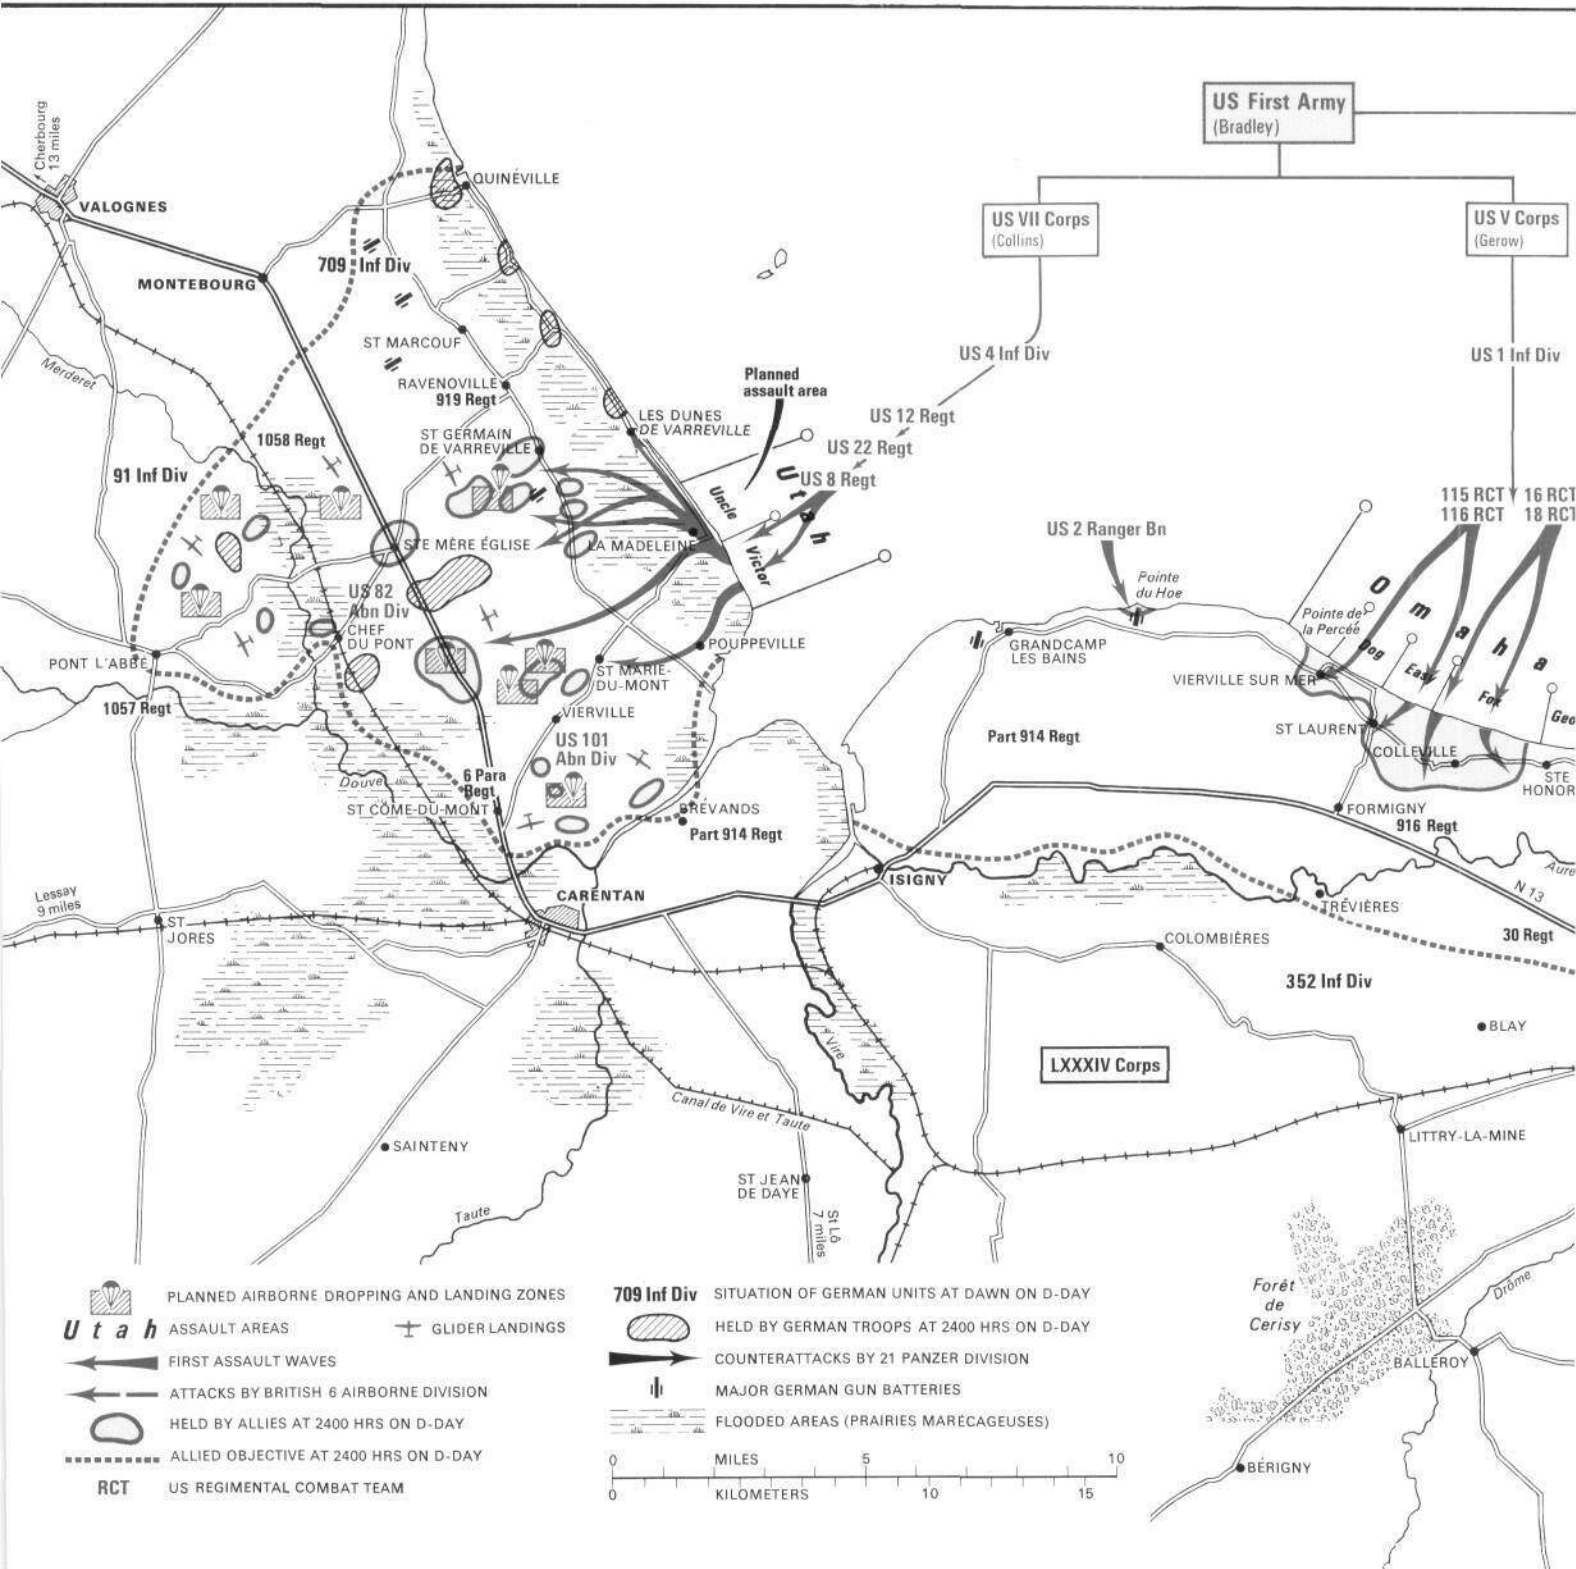 US First Army
(Bradley)
US VII Corps
(Collins)
US V Corps
(Gerow)
Cherbourg
13 miles
VALOGNES
QUINÉVILLE
709 Inf Div
MONTEBOURG
ST MARCOUF
Merderet
RAVENOVILLE
919 Regt
US 4 Inf Div
US 1 Inf Div
Planned
assault area
US 12 Regt
US 22 Regt
US 8 Regt
LES DUNES
DE VARREVILLE
ST GERMAIN
DE VARREVILLE
1058 Regt
91 Inf Div
Utah
Uncle
Victor
115 RCT
116 RCT
16 RCT
18 RCT
US 2 Ranger Bn
STE MÈRE ÉGLISE
LA MADELEINE
Pointe
du Hoe
Omaha
Pointe de
la Percée
US 82
Abn Div
CHEF
DU PONT
PONT L'ABBÉ
POUPPEVILLE
GRANDCAMP
LES BAINS
Dog
Easy
Fox
Geo
ST MARIE-
DU-MONT
VIERVILLE SUR MER
1057 Regt
VIERVILLE
US 101
Abn Div
Part 914 Regt
ST LAURENT
COLLEVILLE
STE
HONOR
Douve
6 Para
Regt
ST CÔME-DU-MONT
BRÉVANDS
Part 914 Regt
FORMIGNY
916 Regt
Aure
N 13
ISIGNY
Lessay
9 miles
CARENTAN
TRÉVIÈRES
ST
JORES
COLOMBIÈRES
30 Regt
352 Inf Div
BLAY
Vire
LXXXIV Corps
Canal de Vire et Taute
SAINTENY
LITTRY-LA-MINE
ST JEAN
DE DAYE
St Lô
7 miles
Taute
Forêt
de
Cerisy
Drôme
BALLEROY
BÉRIGNY
PLANNED AIRBORNE DROPPING AND LANDING ZONES
Utah ASSAULT AREAS
GLIDER LANDINGS
FIRST ASSAULT WAVES
ATTACKS BY BRITISH 6 AIRBORNE DIVISION
HELD BY ALLIES AT 2400 HRS ON D-DAY
ALLIED OBJECTIVE AT 2400 HRS ON D-DAY
RCT US REGIMENTAL COMBAT TEAM
709 Inf Div SITUATION OF GERMAN UNITS AT DAWN ON D-DAY
HELD BY GERMAN TROOPS AT 2400 HRS ON D-DAY
COUNTERATTACKS BY 21 PANZER DIVISION
MAJOR GERMAN GUN BATTERIES
FLOODED AREAS (PRAIRIES MARÉCAGEUSES)
0 MILES 5 10
0 KILOMETERS 10 15